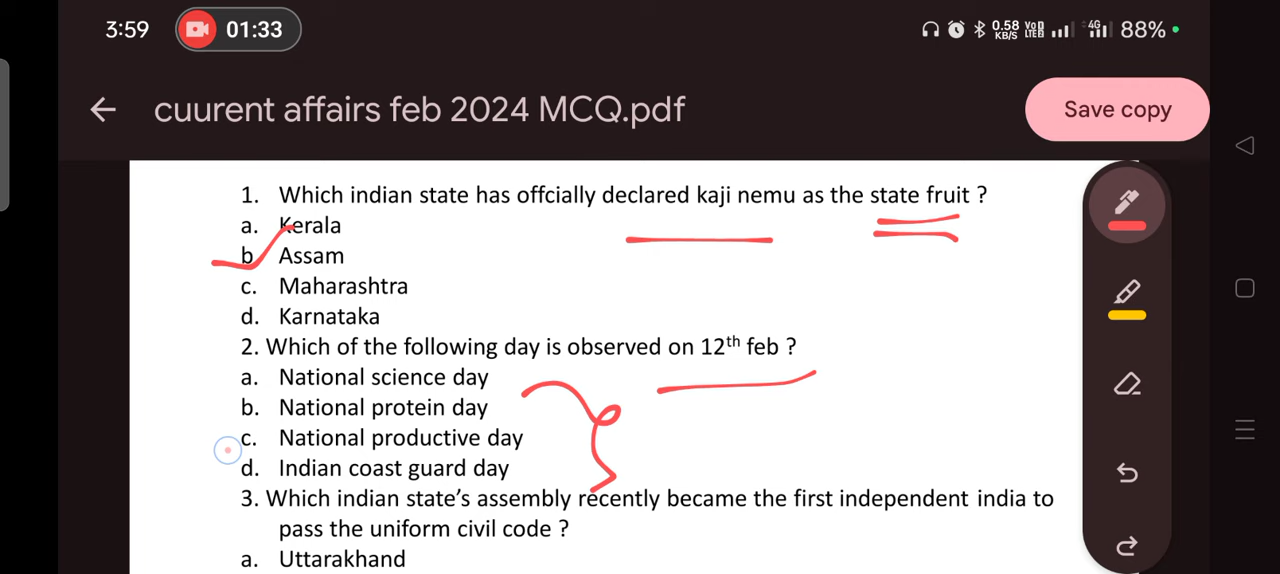 3:59 01:33 0.58 KB/S Vo LTE 4G 88%
cuurent affairs feb 2024 MCQ.pdf Save copy
1. Which indian state has offcially declared kaji nemu as the state fruit ?
a. Kerala
b. Assam
c. Maharashtra
d. Karnataka
2. Which of the following day is observed on 12th feb ?
a. National science day
b. National protein day
c. National productive day
d. Indian coast guard day
3. Which indian state's assembly recently became the first independent india to
pass the uniform civil code ?
a. Uttarakhand